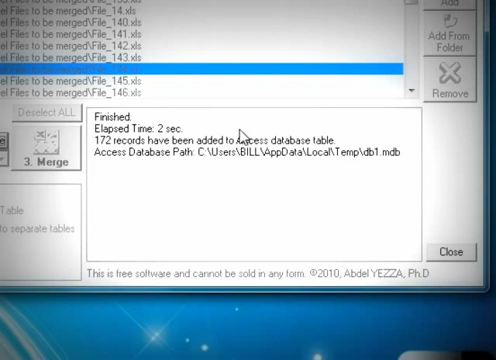 Add
el Files to be merged\File_14.xls
el Files to be merged\File_140.xls
el Files to be merged\File_141.xls
el Files to be merged\File_142.xls
el Files to be merged\File_143.xls
el Files to be merged\File_145.xls
el Files to be merged\File_146.xls
Add From
Folder
Remove
Deselect ALL
3. Merge
Finished.
Elapsed Time: 2 sec.
172 records have been added to Access database table.
Access Database Path: C:\Users\BILL\AppData\Local\Temp\db1.mdb
Table
to separate tables
Close
This is free software and cannot be sold in any form. ©2010, Abdel YEZZA, Ph.D